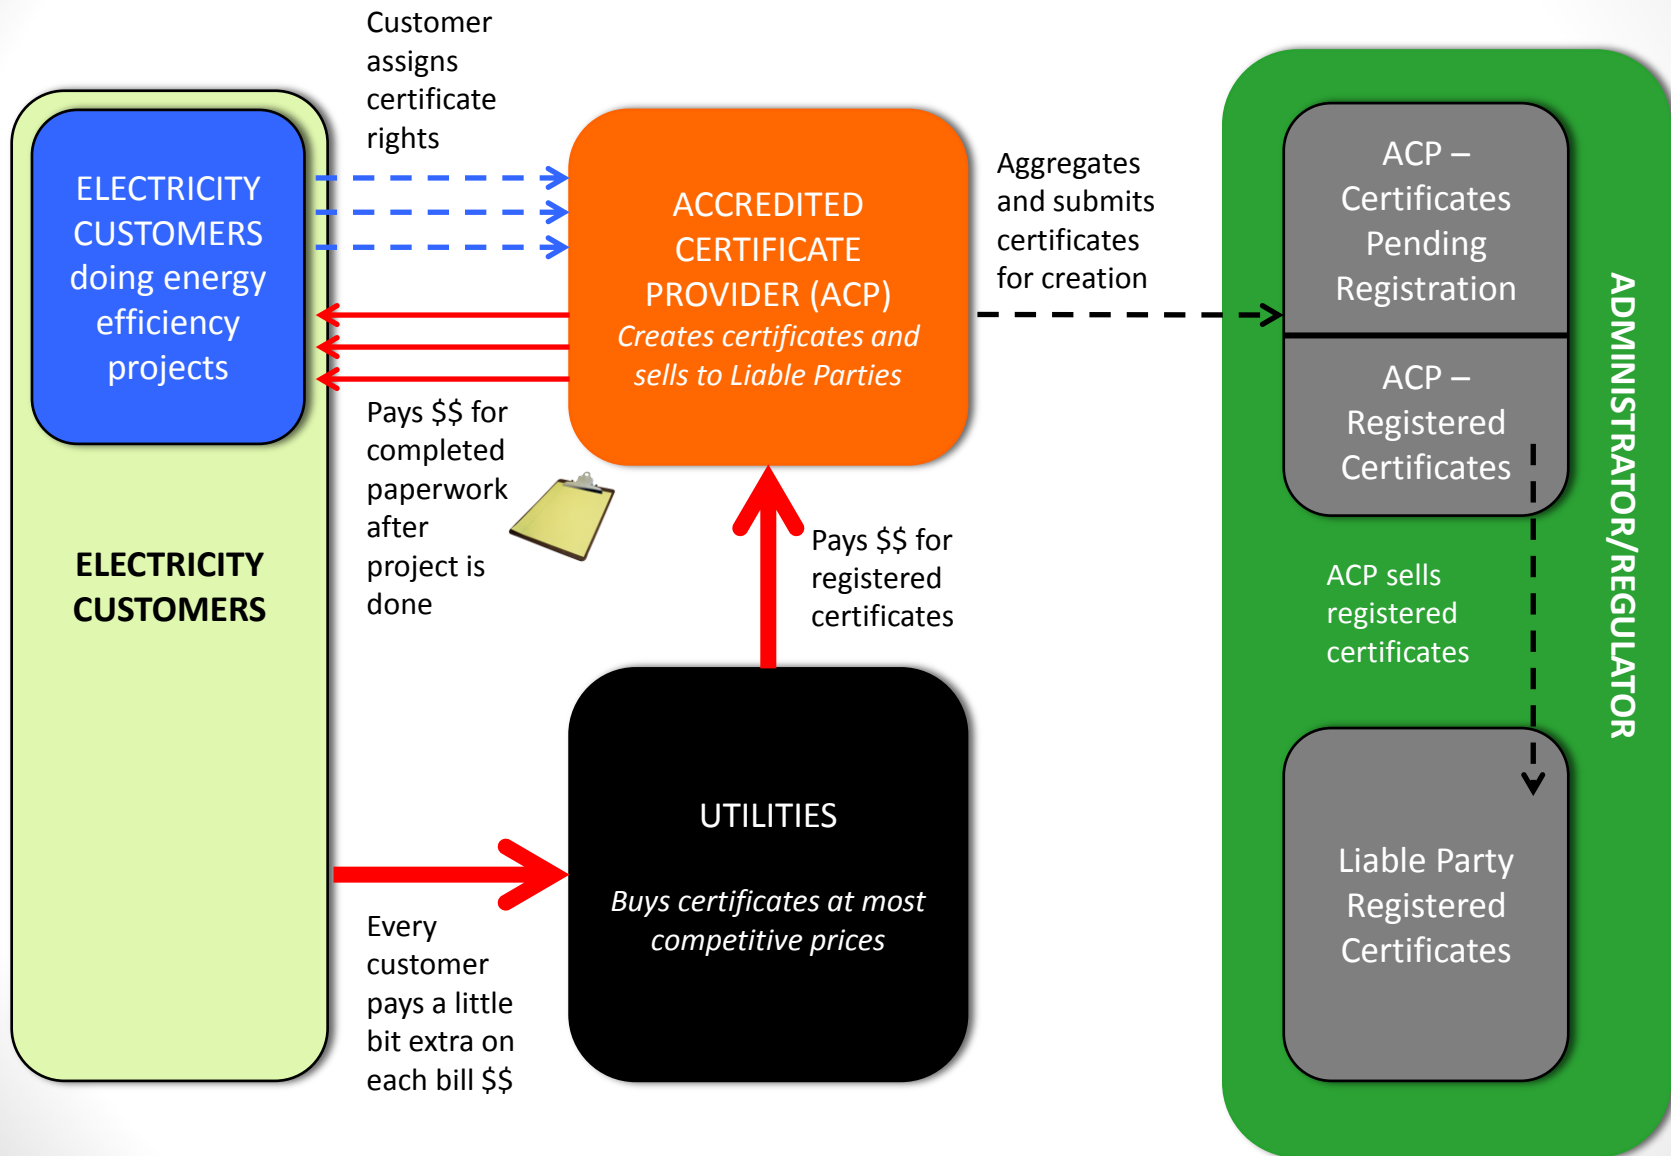 Customer
assigns
certificate
rights
ELECTRICITY
CUSTOMERS
doing energy
efficiency
projects
ELECTRICITY
CUSTOMERS
ACCREDITED
CERTIFICATE
PROVIDER (ACP)
Creates certificates and
sells to Liable Parties
Pays $$ for
completed
paperwork
after
project is
done
Aggregates
and submits
certificates
for creation
Pays $$ for
registered
certificates
UTILITIES
Buys certificates at most
competitive prices
Every
customer
pays a little
bit extra on
each bill $$
ACP –
Certificates
Pending
Registration
ACP –
Registered
Certificates
ACP sells
registered
certificates
Liable Party
Registered
Certificates
ADMINISTRATOR/REGULATOR